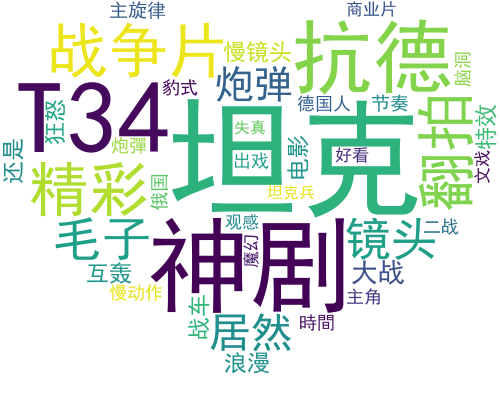 主旋律
商业片
战争片
慢镜头
抗德
T34
豹式
炮弹
德国人
节奏
脑洞
狂怒
炮彈
坦克
失真
出戏
电影
好看
翻拍
特效
女戏
还是
精彩
俄国
坦克兵
毛子
神剧
观感
魔幻
镜头
二战
互轰
大战
慢动作
主角
战车
居然
時間
浪漫